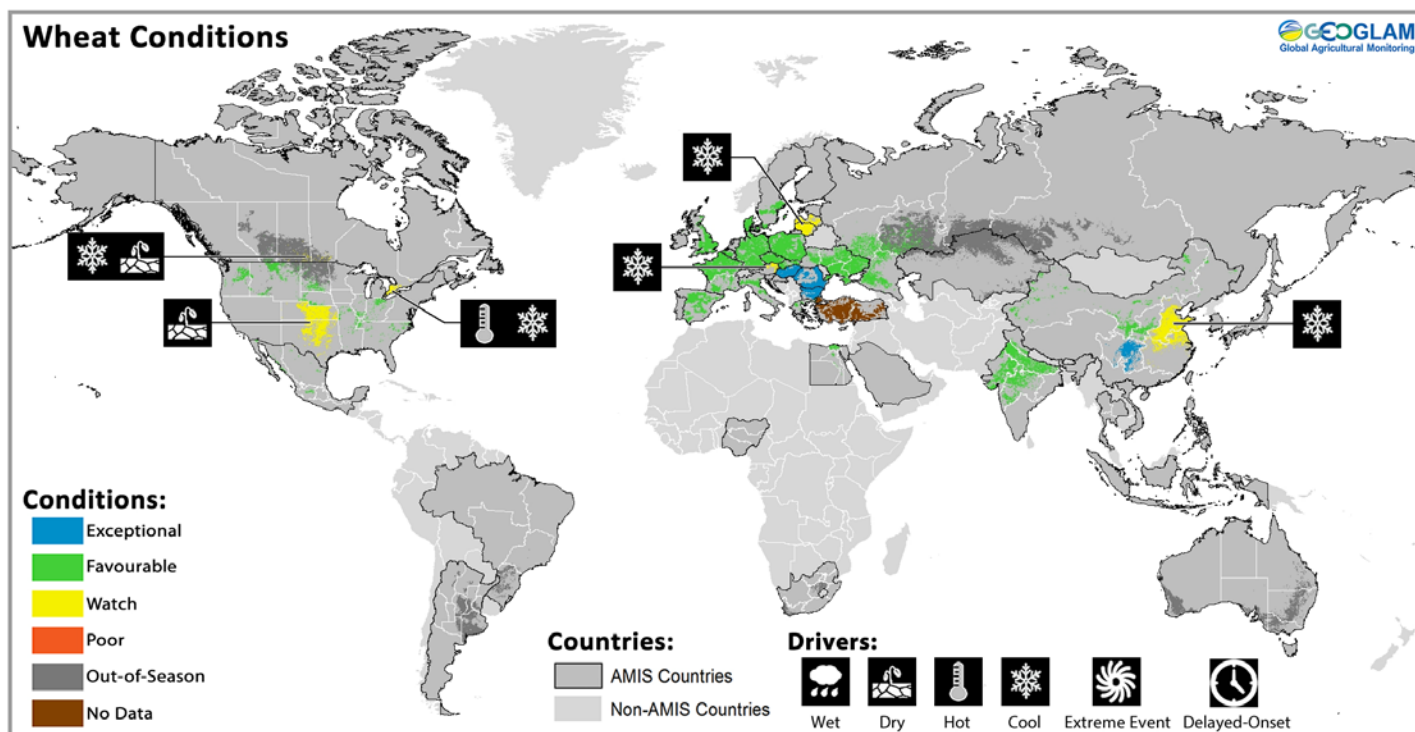 Wheat Conditions
GEOGLAM
Global Agricultural Monitoring
Conditions:
Exceptional
Favourable
Watch
Poor
Out-of-Season
No Data
Countries:
AMIS Countries
Non-AMIS Countries
Drivers:
Wet
Dry
Hot
Cool
Extreme Event
Delayed-Onset